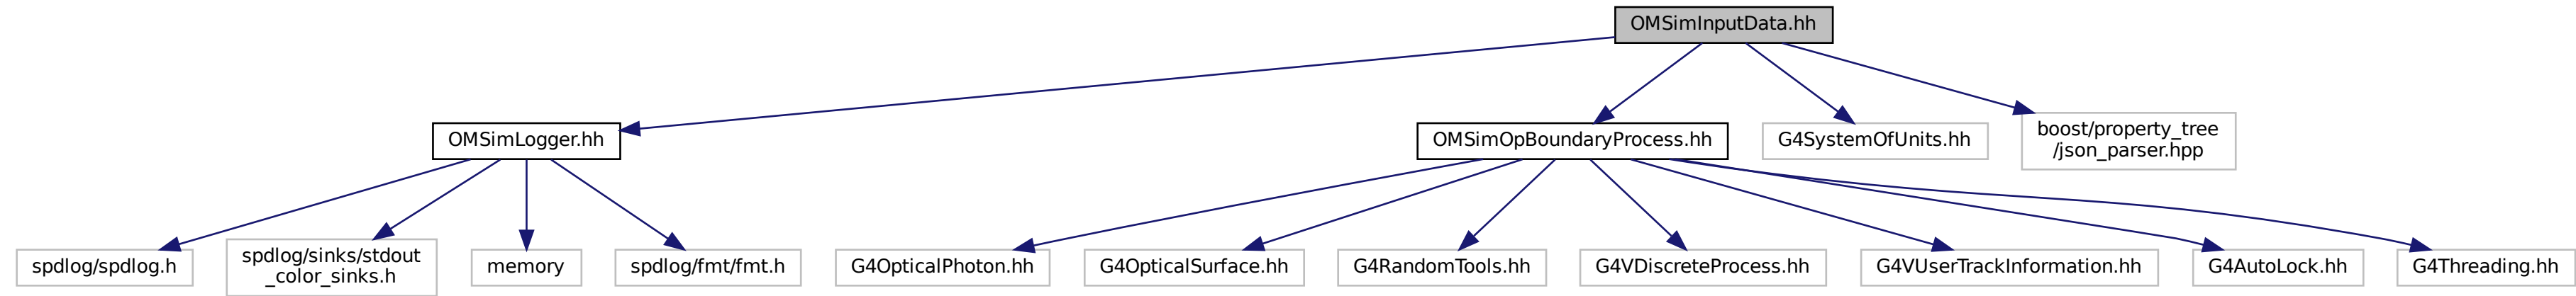 OMSimInputData.hh
OMSimLogger.hh
OMSimOpBoundaryProcess.hh
G4SystemOfUnits.hh
boost/property_tree
/json_parser.hpp
spdlog/spdlog.h
spdlog/sinks/stdout
_color_sinks.h
memory
spdlog/fmt/fmt.h
G4OpticalPhoton.hh
G4OpticalSurface.hh
G4RandomTools.hh
G4VDiscreteProcess.hh
G4VUserTrackInformation.hh
G4AutoLock.hh
G4Threading.hh